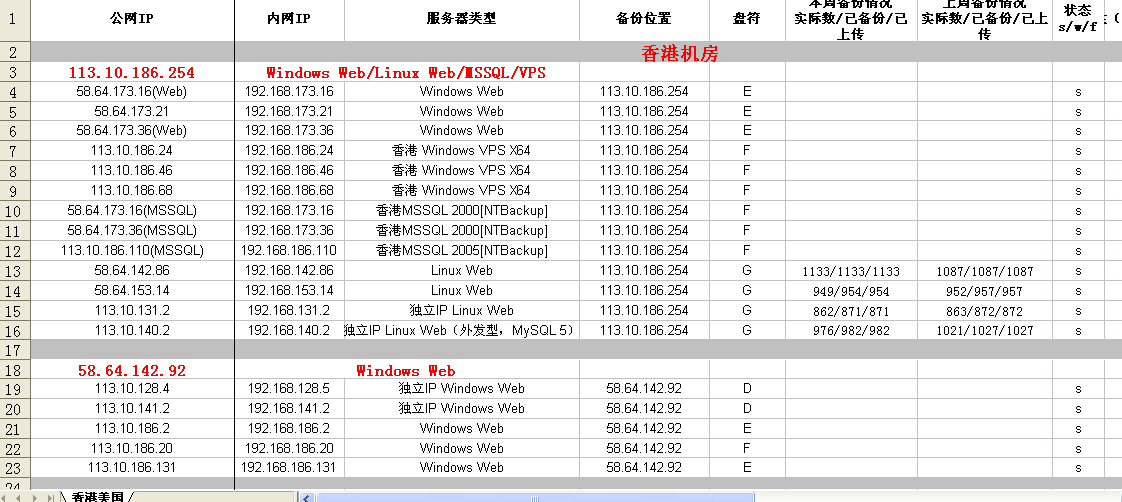 1 公网IP 内网IP 服务器类型 备份位置 盘符 本周备份情况 实际数/已备份/已上传 上周备份情况 实际数/已备份/已上传 状态 s/w/f
2 香港机房
3 113.10.186.254 Windows Web/Linux Web/MSSQL/VPS
4 58.64.173.16(Web) 192.168.173.16 Windows Web 113.10.186.254 E s
5 58.64.173.21 192.168.173.21 Windows Web 113.10.186.254 E s
6 58.64.173.36(Web) 192.168.173.36 Windows Web 113.10.186.254 E s
7 113.10.186.24 192.168.186.24 香港 Windows VPS X64 113.10.186.254 F s
8 113.10.186.46 192.168.186.46 香港 Windows VPS X64 113.10.186.254 F s
9 113.10.186.68 192.168.186.68 香港 Windows VPS X64 113.10.186.254 F s
10 58.64.173.16(MSSQL) 192.168.173.16 香港MSSQL 2000[NTBackup] 113.10.186.254 F s
11 58.64.173.36(MSSQL) 192.168.173.36 香港MSSQL 2000[NTBackup] 113.10.186.254 F s
12 113.10.186.110(MSSQL) 192.168.186.110 香港MSSQL 2005[NTBackup] 113.10.186.254 F s
13 58.64.142.86 192.168.142.86 Linux Web 113.10.186.254 G 1133/1133/1133 1087/1087/1087 s
14 58.64.153.14 192.168.153.14 Linux Web 113.10.186.254 G 949/954/954 952/957/957 s
15 113.10.131.2 192.168.131.2 独立IP Linux Web 113.10.186.254 G 862/871/871 863/872/872 s
16 113.10.140.2 192.168.140.2 独立IP Linux Web（外发型，MySQL 5） 113.10.186.254 G 976/982/982 1021/1027/1027 s
17
18 58.64.142.92 Windows Web
19 113.10.128.4 192.168.128.5 独立IP Windows Web 58.64.142.92 D s
20 113.10.141.2 192.168.141.2 独立IP Windows Web 58.64.142.92 D s
21 113.10.186.2 192.168.186.2 Windows Web 58.64.142.92 E s
22 113.10.186.20 192.168.186.20 Windows Web 58.64.142.92 F s
23 113.10.186.131 192.168.186.131 Windows Web 58.64.142.92 E s
24
香港美国